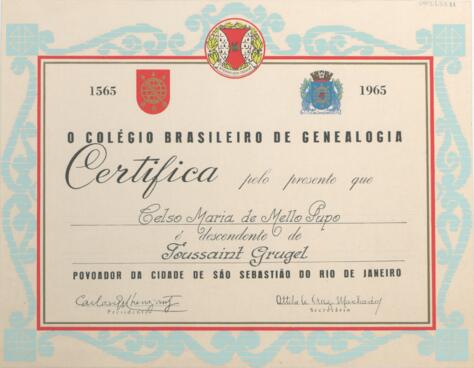 1565
1965
O COLÉGIO BRASILEIRO DE GENEALOGIA
Certifica pelo presente que
Celso Maria de Mello Pupo
é descendente de
Toussaint Grugel
POVOADOR DA CIDADE DE SÃO SEBASTIÃO DO RIO DE JANEIRO
Presidente
Secretário